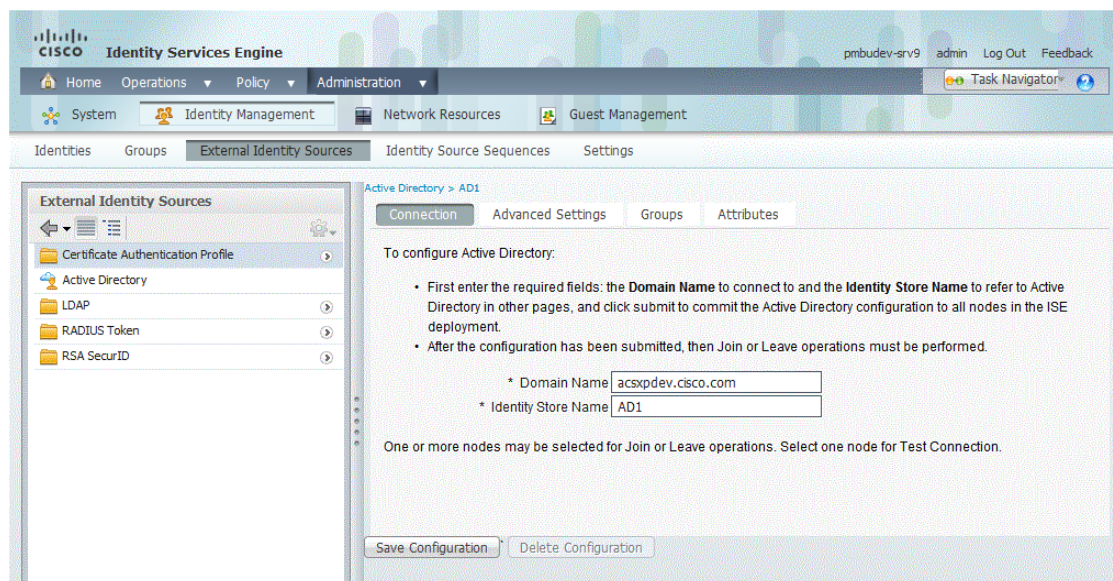 CISCO Identity Services Engine
pmbudev-srv9 admin Log Out Feedback
Home Operations Policy Administration
Task Navigator
System Identity Management Network Resources Guest Management
Identities Groups External Identity Sources Identity Source Sequences Settings
External Identity Sources
Certificate Authentication Profile
Active Directory
LDAP
RADIUS Token
RSA SecurID
Active Directory > AD1
Connection Advanced Settings Groups Attributes
To configure Active Directory:
• First enter the required fields: the Domain Name to connect to and the Identity Store Name to refer to Active
Directory in other pages, and click submit to commit the Active Directory configuration to all nodes in the ISE
deployment.
• After the configuration has been submitted, then Join or Leave operations must be performed.
* Domain Name acsxpdev.cisco.com
* Identity Store Name AD1
One or more nodes may be selected for Join or Leave operations. Select one node for Test Connection.
Save Configuration Delete Configuration